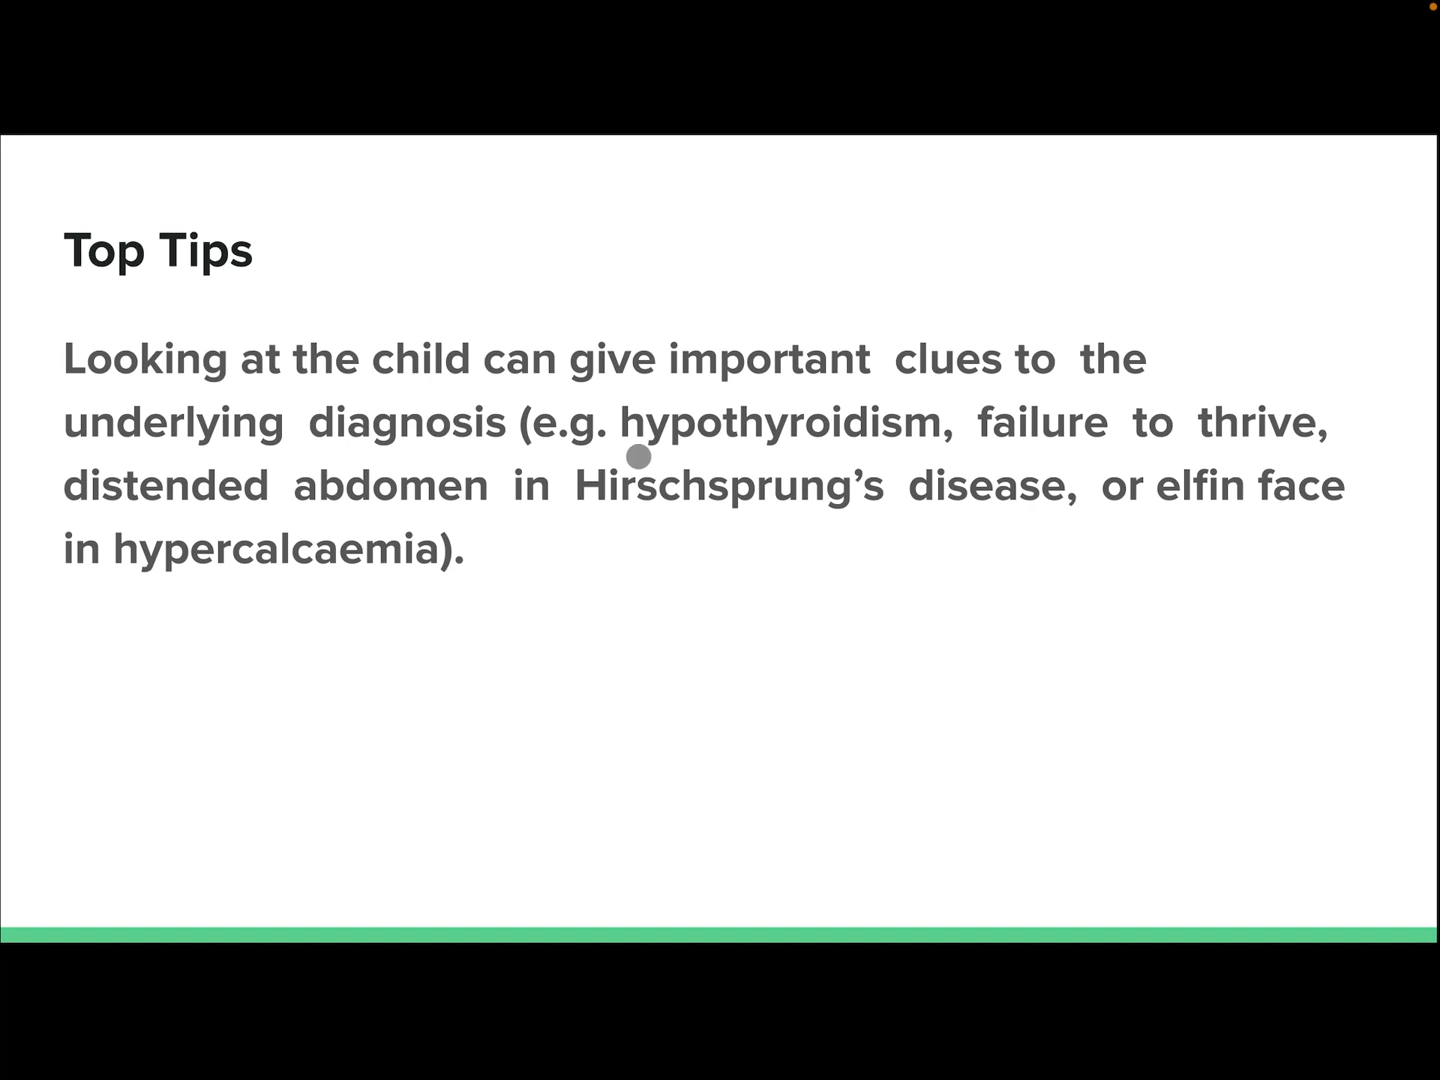 Top Tips
Looking at the child can give important clues to the
underlying diagnosis (e.g. hypothyroidism, failure to thrive,
distended abdomen in Hirschsprung’s disease, or elfin face
in hypercalcaemia).